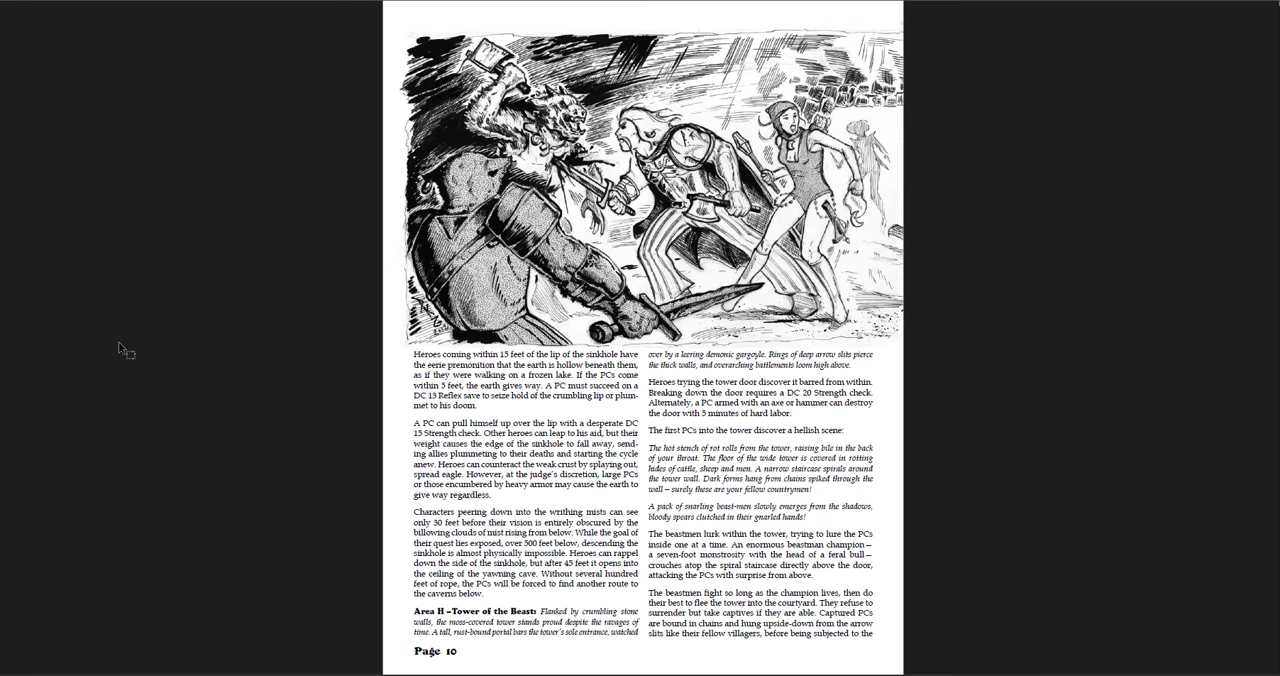 Heroes coming within 15 feet of the lip of the sinkhole have
the eerie premonition that the earth is hollow beneath them,
as if they were walking on a frozen lake. If the PCs come
within 5 feet, the earth gives way. A PC must succeed on a
DC 13 Reflex save to seize hold of the crumbling lip or plum-
met to his doom.
A PC can pull himself up over the lip with a desperate DC
15 Strength check. Other heroes can leap to his aid, but their
weight causes the edge of the sinkhole to fall away, send-
ing allies plummeting to their deaths and starting the cycle
anew. Heroes can counteract the weak crust by splaying out,
spread eagle. However, at the judge's discretion, large PCs
or those encumbered by heavy armor may cause the earth to
give way regardless.
Characters peering down into the writhing mists can see
only 30 feet before their vision is entirely obscured by the
billowing clouds of mist rising from below. While the goal of
their quest lies exposed, over 500 feet below, descending the
sinkhole is almost physically impossible. Heroes can rappel
down the side of the sinkhole, but after 45 feet it opens into
the ceiling of the yawning cave. Without several hundred
feet of rope, the PCs will be forced to find another route to
the caverns below.
Area H – Tower of the Beast: Flanked by crumbling stone
walls, the moss-covered tower stands proud despite the ravages of
time. A tall, rust-bound portal bars the tower's sole entrance, watched
over by a leering demonic gargoyle. Rings of deep arrow slits pierce
the thick walls, and overarching battlements loom high above.
Heroes trying the tower door discover it barred from within.
Breaking down the door requires a DC 20 Strength check.
Alternately, a PC armed with an axe or hammer can destroy
the door with 5 minutes of hard labor.
The first PCs into the tower discover a hellish scene:
The hot stench of rot rolls from the tower, raising bile in the back
of your throat. The floor of the wide tower is covered in rotting
hides of cattle, sheep and men. A narrow staircase spirals around
the tower wall. Dark forms hang from chains spiked through the
wall – surely these are your fellow countrymen!
A pack of snarling beast-men slowly emerges from the shadows,
bloody spears clutched in their gnarled hands!
The beastmen lurk within the tower, trying to lure the PCs
inside one at a time. An enormous beastman champion—
a seven-foot monstrosity with the head of a feral bull—
crouches atop the spiral staircase directly above the door,
attacking the PCs with surprise from above.
The beastmen fight so long as the champion lives, then do
their best to flee the tower into the courtyard. They refuse to
surrender but take captives if they are able. Captured PCs
are bound in chains and hung upside-down from the arrow
slits like their fellow villagers, before being subjected to the
Page 10